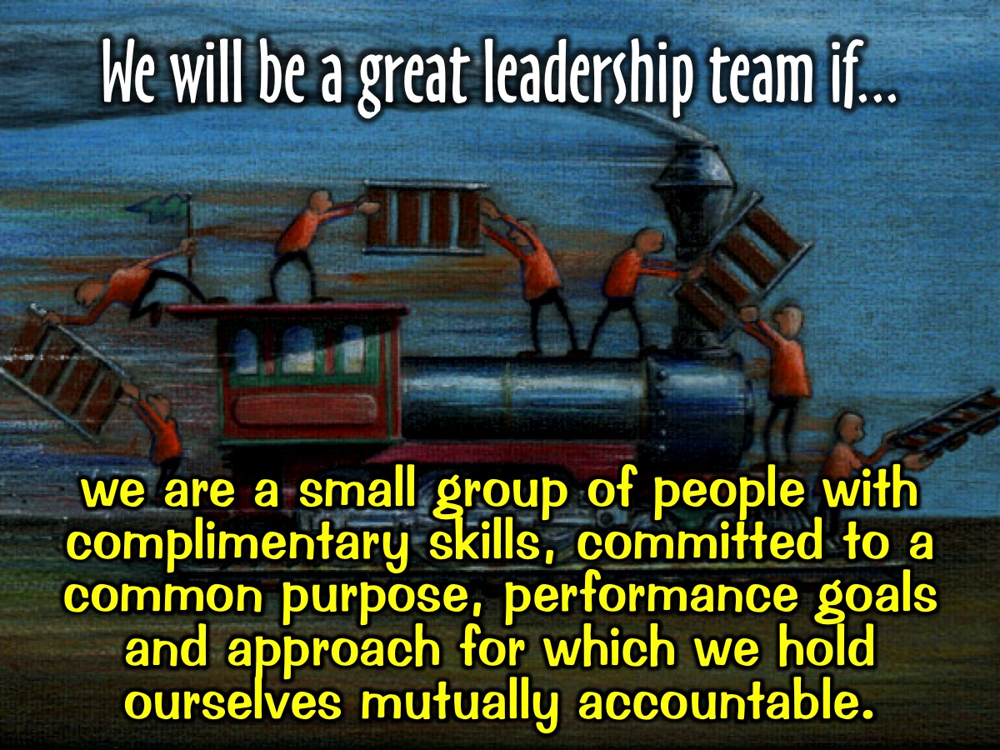 We will be a great leadership team if...
we are a small group of people with
complimentary skills, committed to a
common purpose, performance goals
and approach for which we hold
ourselves mutually accountable.